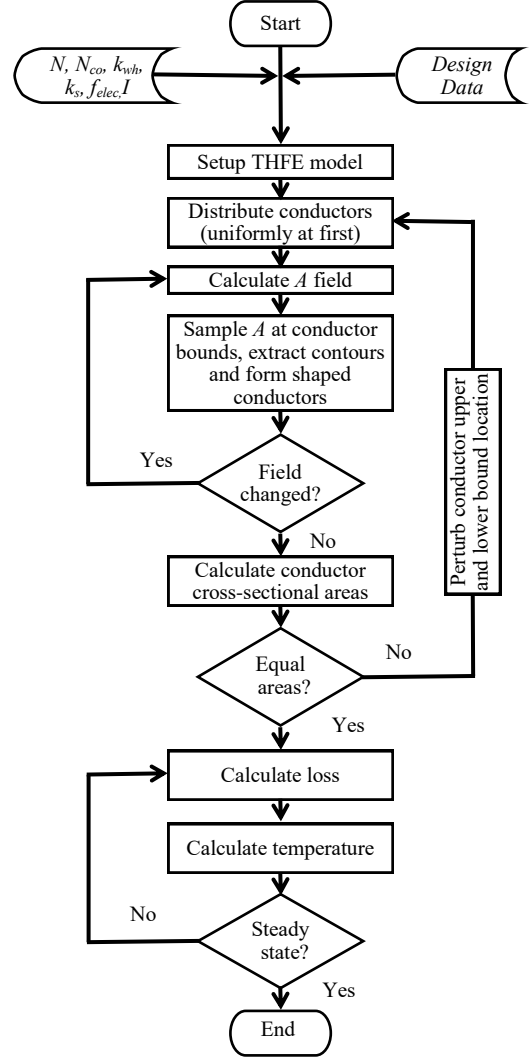 Start
N, N_co, k_wh,
k_s, f_elec,I
Design
Data
Setup THFE model
Distribute conductors
(uniformly at first)
Calculate A field
Sample A at conductor
bounds, extract contours
and form shaped
conductors
Yes
Field
changed?
No
Perturb conductor upper
and lower bound location
Calculate conductor
cross-sectional areas
Equal
areas?
No
Yes
Calculate loss
Calculate temperature
No
Steady
state?
Yes
End